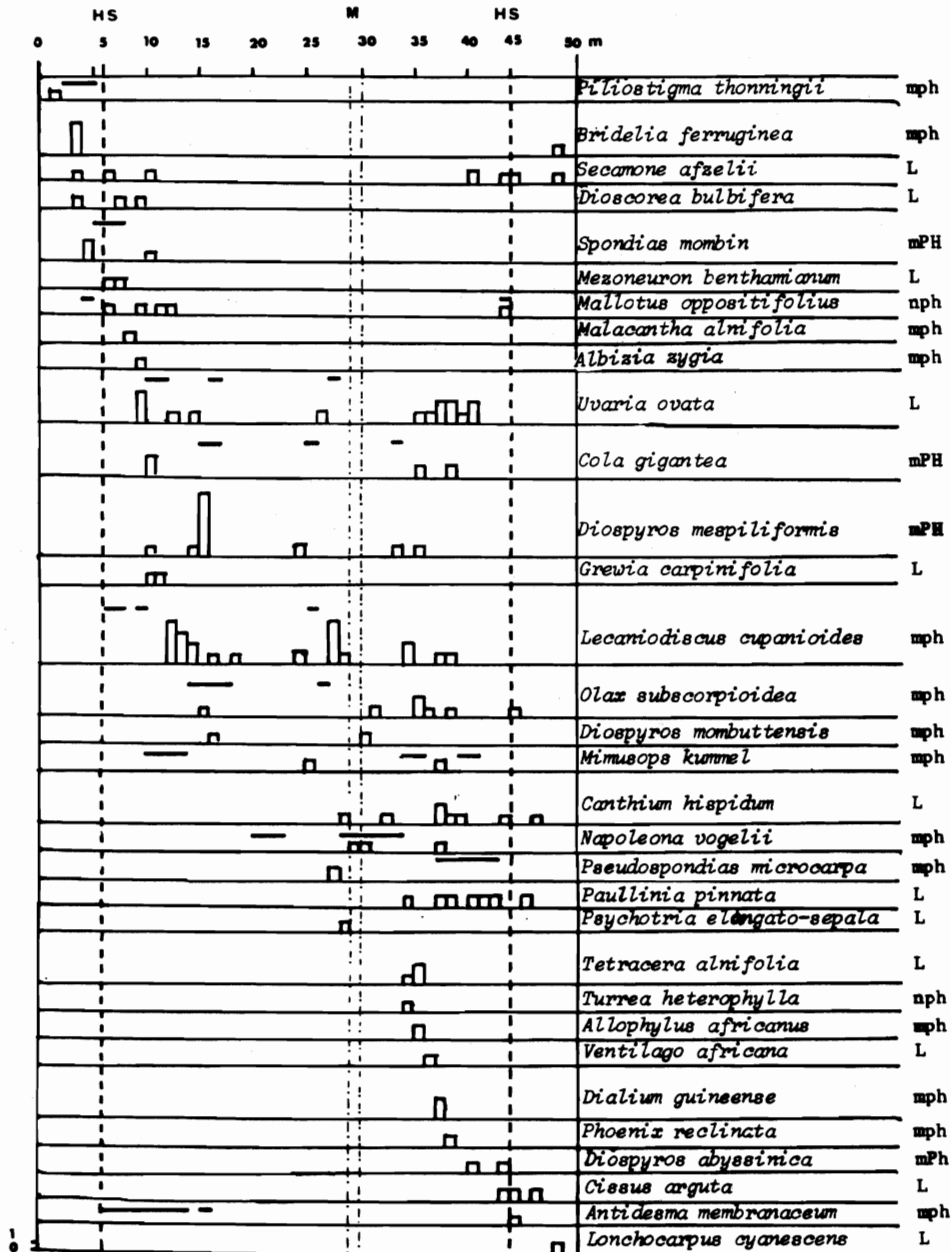 HS M HS
0 5 10 15 20 25 30 35 40 45 50 m
Piliostigma thonningii mph
Bridelia ferruginea mph
Secamone afzelii L
Dioscorea bulbifera L
Spondias mombin mPH
Mezoneuron benthamianum L
Mallotus oppositifolius nph
Malacantha alnifolia mph
Albizia zygia mph
Uvaria ovata L
Cola gigantea mPH
Diospyros mespiliformis mPH
Grewia carpinifolia L
Lecaniodiscus cupanioides mph
Olax subscorpioidea mph
Diospyros mombuttensis mph
Mimusops kummel mph
Canthium hispidum L
Napoleona vogelii mph
Pseudospondias microcarpa mph
Paullinia pinnata L
Psychotria elongato-sepala L
Tetracera alnifolia L
Turrea heterophylla nph
Allophylus africanus mph
Ventilago africana L
Dialium guineense mph
Phoenix reclinata mph
Diospyros abyssinica mPh
Cissus arguta L
Antidesma membranaceum mph
1
0 Lonchocarpus cyanescens L